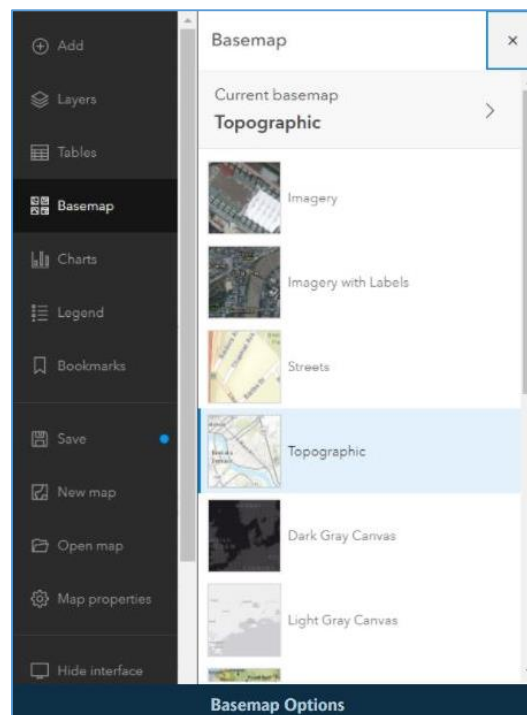 Add
Layers
Tables
Basemap
Charts
Legend
Bookmarks
Save
New map
Open map
Map properties
Hide interface
Basemap
Current basemap
Topographic
Imagery
Imagery with Labels
Streets
Topographic
Dark Gray Canvas
Light Gray Canvas
Basemap Options